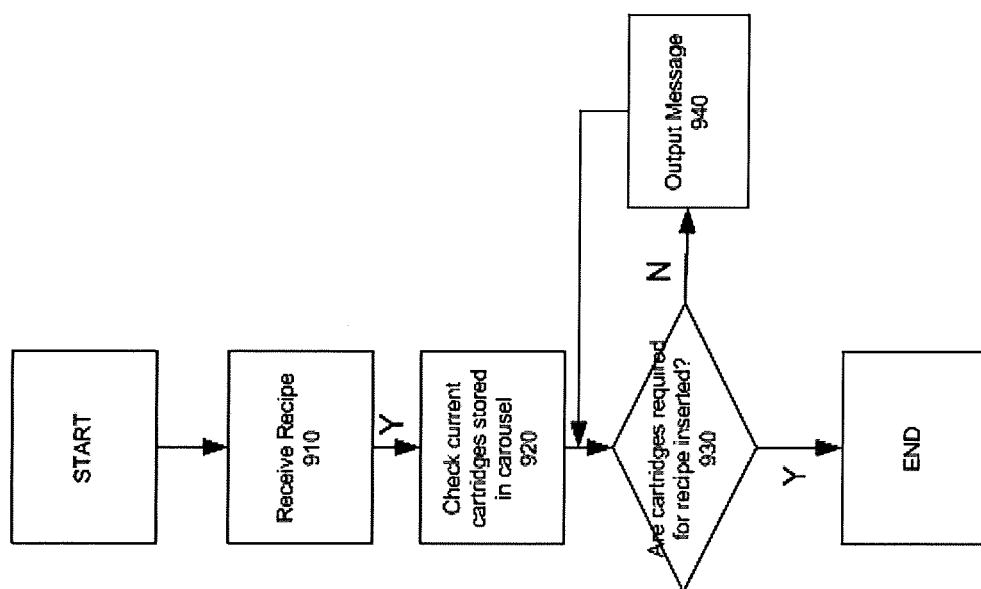 START
Receive Recipe
910
Y
Check current
cartridges stored
in carousel
920
Are cartridges required
for recipe inserted?
930
N
Output Message
940
Y
END